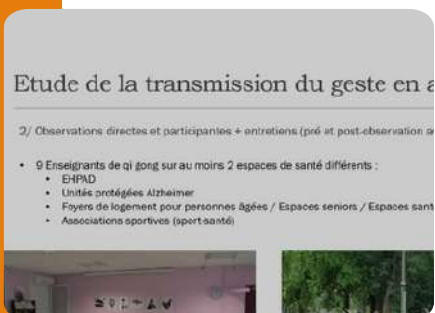 Etude de la transmission du geste en a
2/ Observations directes et participantes + entretiens (pré et post-observation au
• 9 Enseignants de qi gong sur au moins 2 espaces de santé différents :
• EHPAD
• Unités protégées Alzheimer
• Foyers de logement pour personnes âgées / Espaces seniors / Espaces sant
• Associations sportives (sport-santé)